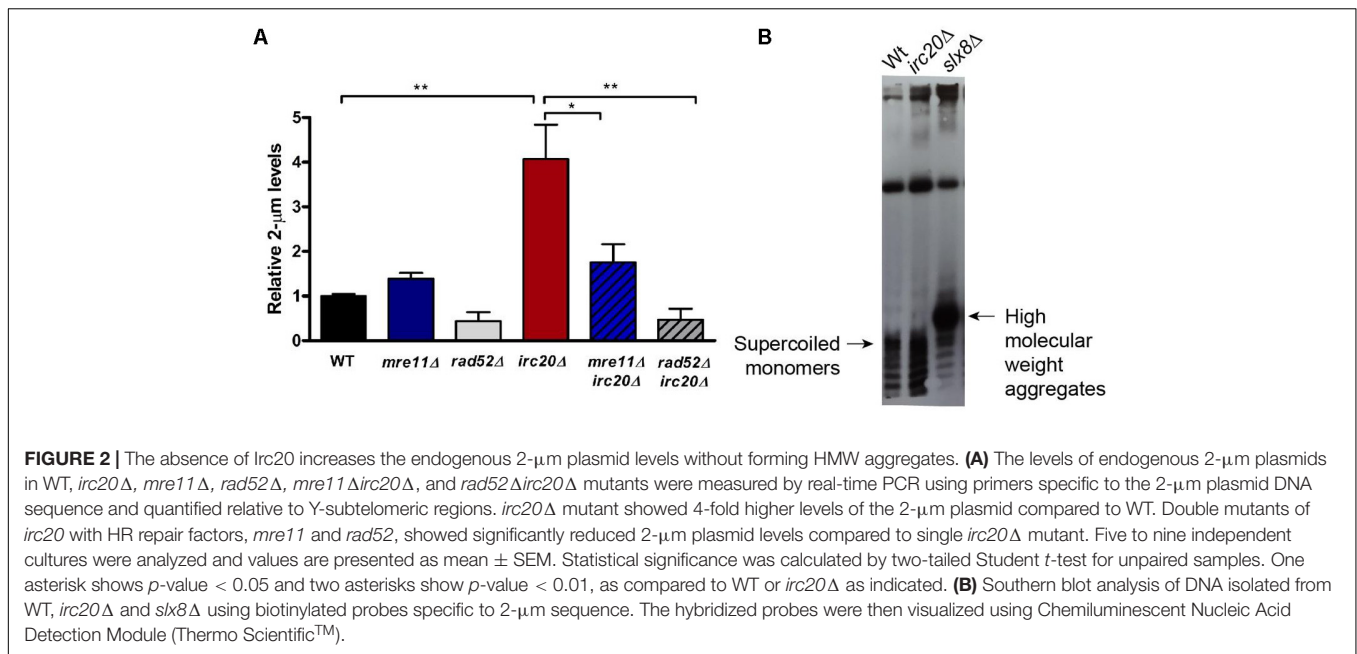 A
**
**
*
Relative 2-μm levels
5
4
3
2
1
0
WT
mre11Δ
rad52Δ
irc20Δ
mre11Δ
irc20Δ
rad52Δ
irc20Δ
B
Wt
irc20Δ
slx8Δ
Supercoiled
monomers
High
molecular
weight
aggregates
FIGURE 2 | The absence of Irc20 increases the endogenous 2-μm plasmid levels without forming HMW aggregates. (A) The levels of endogenous 2-μm plasmids
in WT, irc20Δ, mre11Δ, rad52Δ, mre11Δirc20Δ, and rad52Δirc20Δ mutants were measured by real-time PCR using primers specific to the 2-μm plasmid DNA
sequence and quantified relative to Y-subtelomeric regions. irc20Δ mutant showed 4-fold higher levels of the 2-μm plasmid compared to WT. Double mutants of
irc20 with HR repair factors, mre11 and rad52, showed significantly reduced 2-μm plasmid levels compared to single irc20Δ mutant. Five to nine independent
cultures were analyzed and values are presented as mean ± SEM. Statistical significance was calculated by two-tailed Student t-test for unpaired samples. One
asterisk shows p-value < 0.05 and two asterisks show p-value < 0.01, as compared to WT or irc20Δ as indicated. (B) Southern blot analysis of DNA isolated from
WT, irc20Δ and slx8Δ using biotinylated probes specific to 2-μm sequence. The hybridized probes were then visualized using Chemiluminescent Nucleic Acid
Detection Module (Thermo Scientific™).